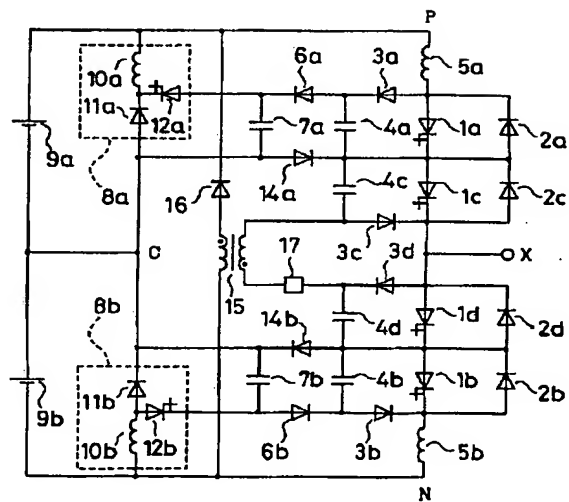 P
10a 6a 3a 5a
11a 12a 7a 4a 1a 2a
9a
8a 14a 4c 1c 2c
16
3c 3d
C X
17
15
8b 14b 4d 1d 2d
11b 7b 4b 1b 2b
9b
10b 12b 6b 3b 5b
N